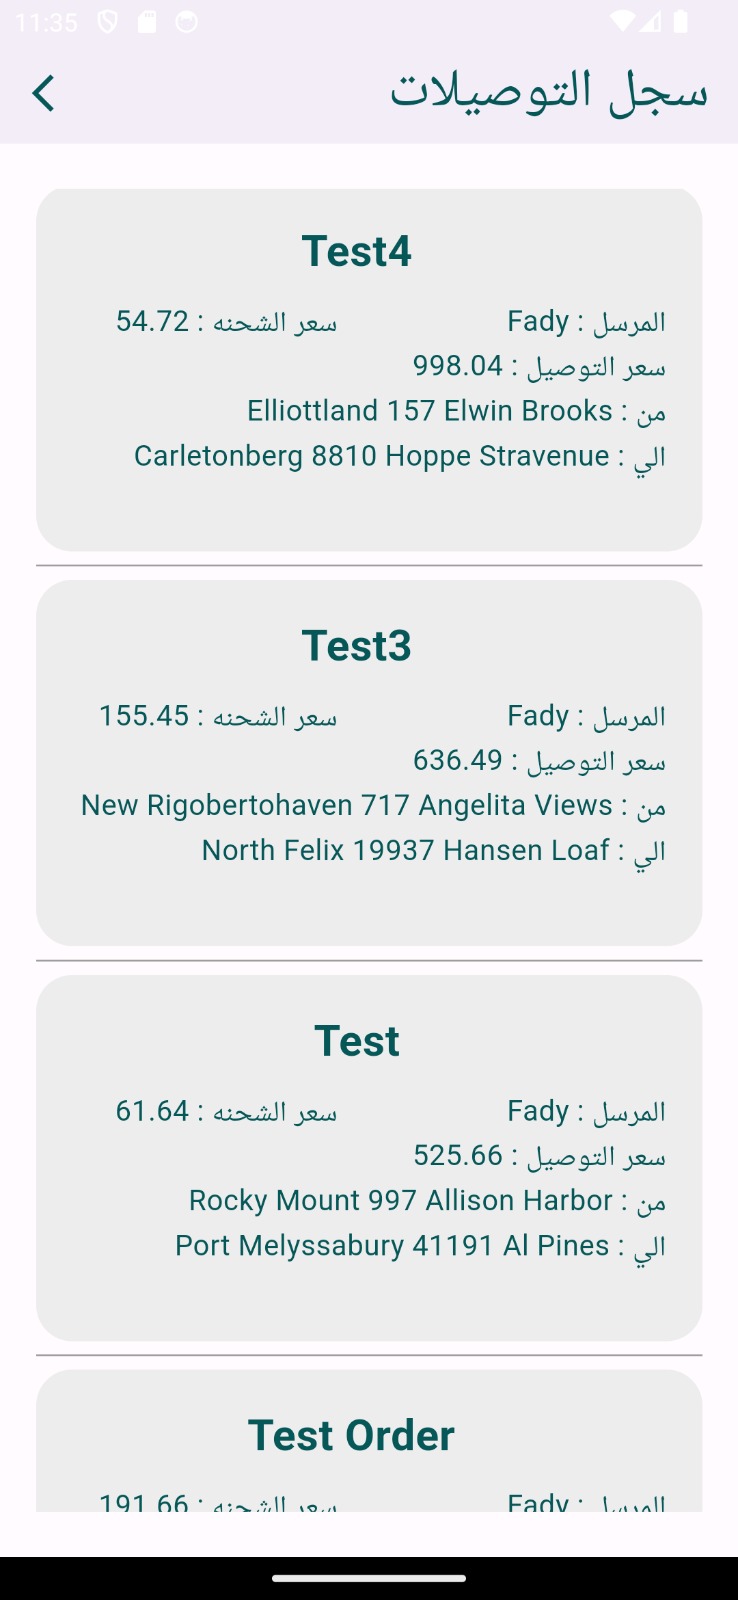 11:35
سجل التوصيلات
Test4
المرسل : Fady سعر الشحنه : 54.72
سعر التوصيل : 998.04
من : Elliottland 157 Elwin Brooks
الي : Carletonberg 8810 Hoppe Stravenue
Test3
المرسل : Fady سعر الشحنه : 155.45
سعر التوصيل : 636.49
من : New Rigobertohaven 717 Angelita Views
الي : North Felix 19937 Hansen Loaf
Test
المرسل : Fady سعر الشحنه : 61.64
سعر التوصيل : 525.66
من : Rocky Mount 997 Allison Harbor
الي : Port Melyssabury 41191 Al Pines
Test Order
المرسل : Fady سعر الشحنه : 191.66